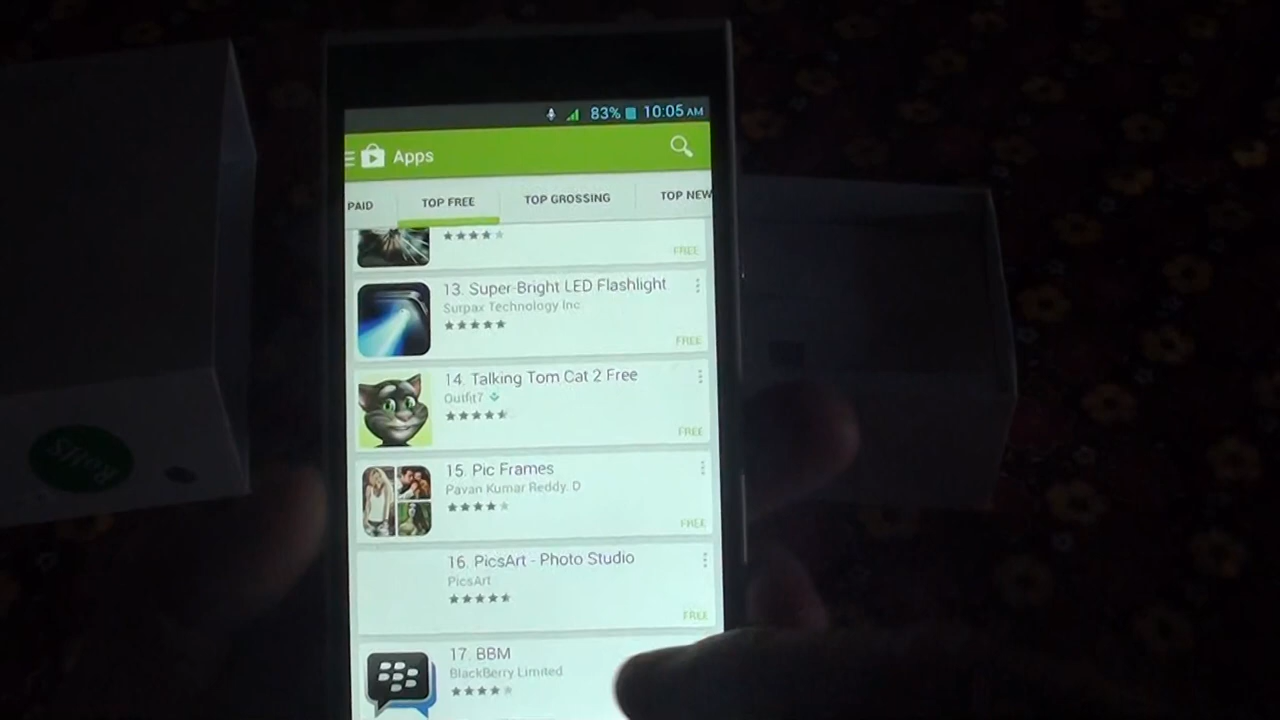 83% 10:05 AM
Apps
PAID TOP FREE TOP GROSSING TOP NEW
FREE
13. Super-Bright LED Flashlight
Surpax Technology Inc
FREE
14. Talking Tom Cat 2 Free
Outfit7
FREE
15. Pic Frames
Pavan Kumar Reddy. D
FREE
16. PicsArt - Photo Studio
PicsArt
FREE
17. BBM
BlackBerry Limited
RoHS